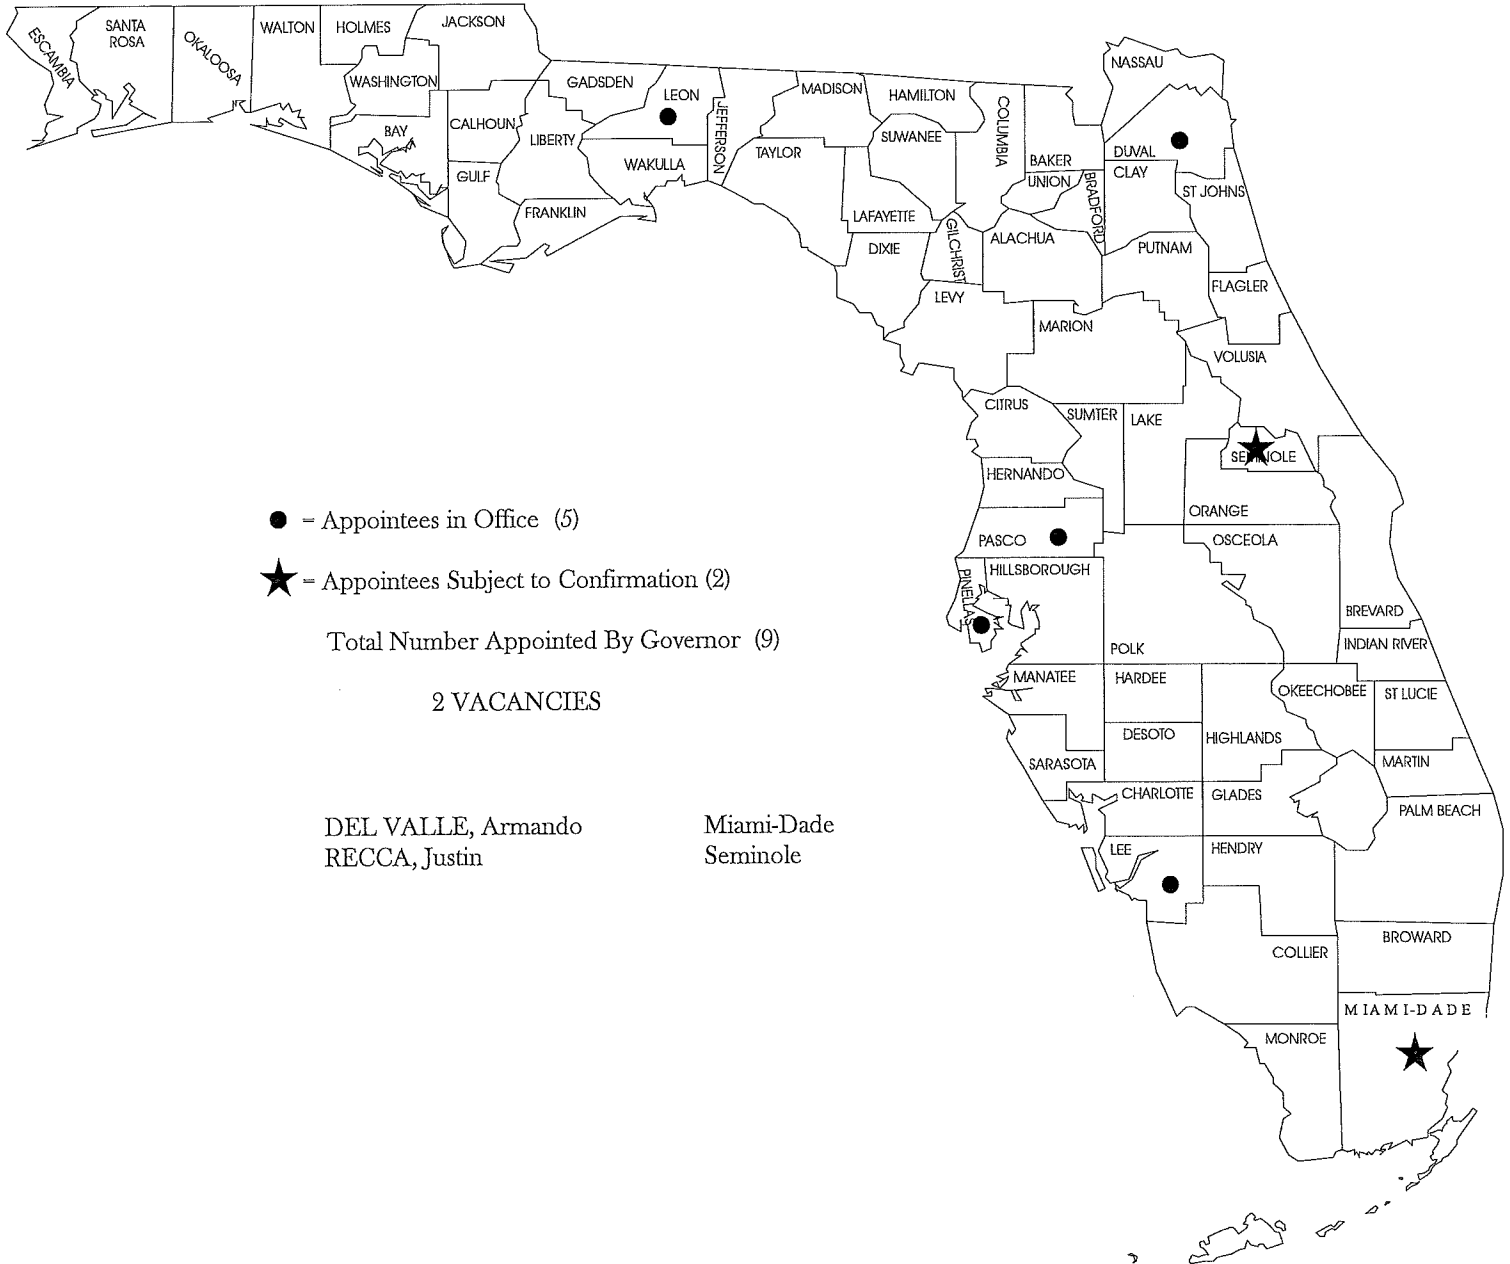 JACKSON
SANTA
ROSA
WALTON
HOLMES
ESCAMBIA
OKALOOSA
WASHINGTON
GADSDEN
NASSAU
LEON
JEFFERSON
MADISON
HAMILTON
COLUMBIA
BAY
CALHOUN
LIBERTY
SUWANEE
DUVAL
TAYLOR
WAKULLA
BAKER
CLAY
GULF
UNION
BRADFORD
ST JOHNS
FRANKLIN
LAFAYETTE
GILCHRIST
ALACHUA
DIXIE
PUTNAM
FLAGLER
LEVY
MARION
VOLUSIA
CITRUS
SUMTER
LAKE
SEMINOLE
HERNANDO
ORANGE
= Appointees in Office (5)
PASCO
OSCEOLA
HILLSBOROUGH
PINELLAS
= Appointees Subject to Confirmation (2)
BREVARD
Total Number Appointed By Governor (9)
POLK
INDIAN RIVER
MANATEE
HARDEE
OKEECHOBEE
ST LUCIE
2 VACANCIES
DESOTO
HIGHLANDS
SARASOTA
MARTIN
CHARLOTTE
GLADES
PALM BEACH
DEL VALLE, Armando Miami-Dade
RECCA, Justin Seminole
LEE
HENDRY
BROWARD
COLLIER
MIAMI-DADE
MONROE